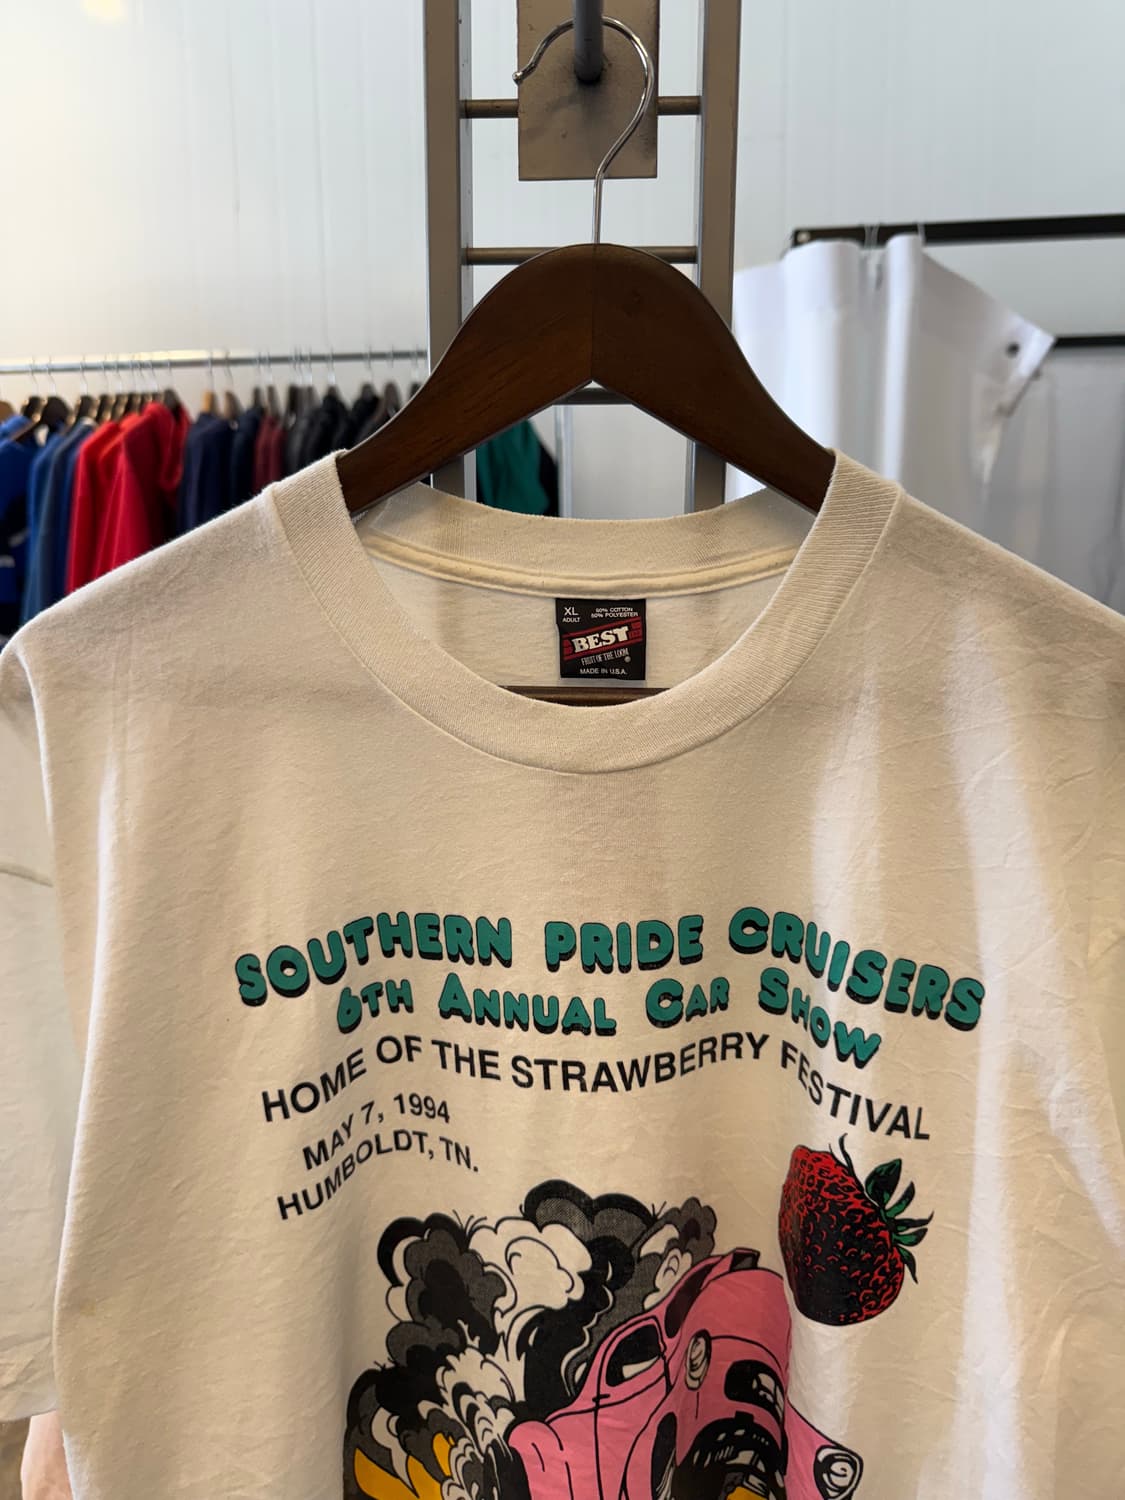 XL
ADULT
50% COTTON
50% POLYESTER
BEST
FRUIT OF THE LOOM
®
MADE IN U.S.A.
SOUTHERN PRIDE CRUISERS
6TH ANNUAL CAR SHOW
HOME OF THE STRAWBERRY FESTIVAL
MAY 7, 1994
HUMBOLDT, TN.